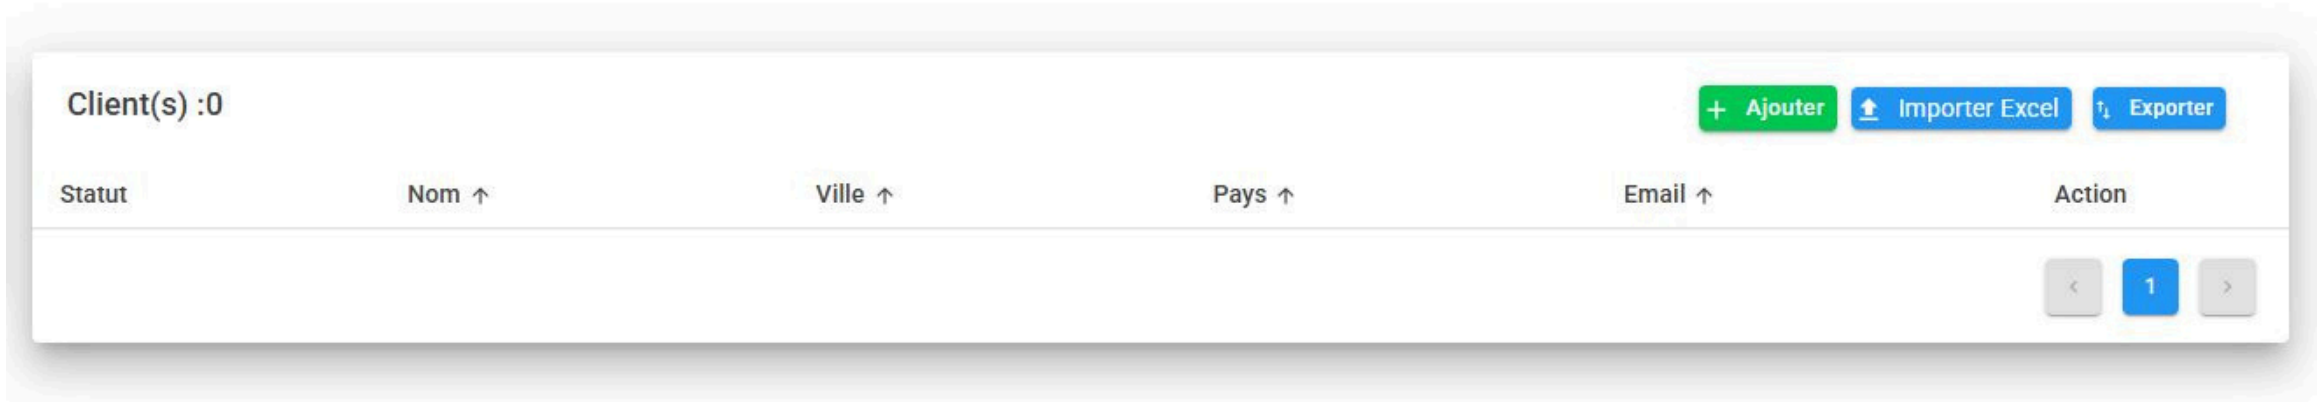 Client(s) :0
+ Ajouter
Importer Excel
Exporter
Statut Nom ↑ Ville ↑ Pays ↑ Email ↑ Action
< 1 >